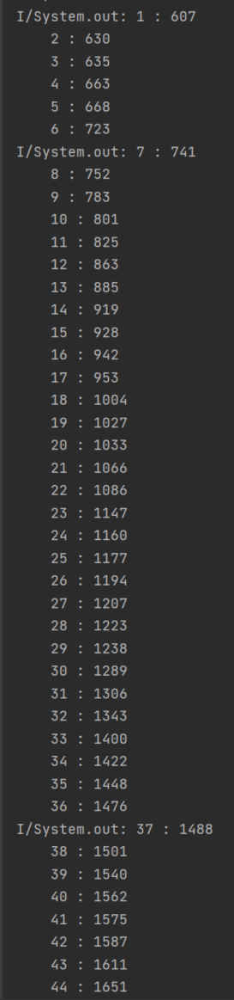 I/System.out: 1 : 607
2 : 630
3 : 635
4 : 663
5 : 668
6 : 723
I/System.out: 7 : 741
8 : 752
9 : 783
10 : 801
11 : 825
12 : 863
13 : 885
14 : 919
15 : 928
16 : 942
17 : 953
18 : 1004
19 : 1027
20 : 1033
21 : 1066
22 : 1086
23 : 1147
24 : 1160
25 : 1177
26 : 1194
27 : 1207
28 : 1223
29 : 1238
30 : 1289
31 : 1306
32 : 1343
33 : 1400
34 : 1422
35 : 1448
36 : 1476
I/System.out: 37 : 1488
38 : 1501
39 : 1540
40 : 1562
41 : 1575
42 : 1587
43 : 1611
44 : 1651